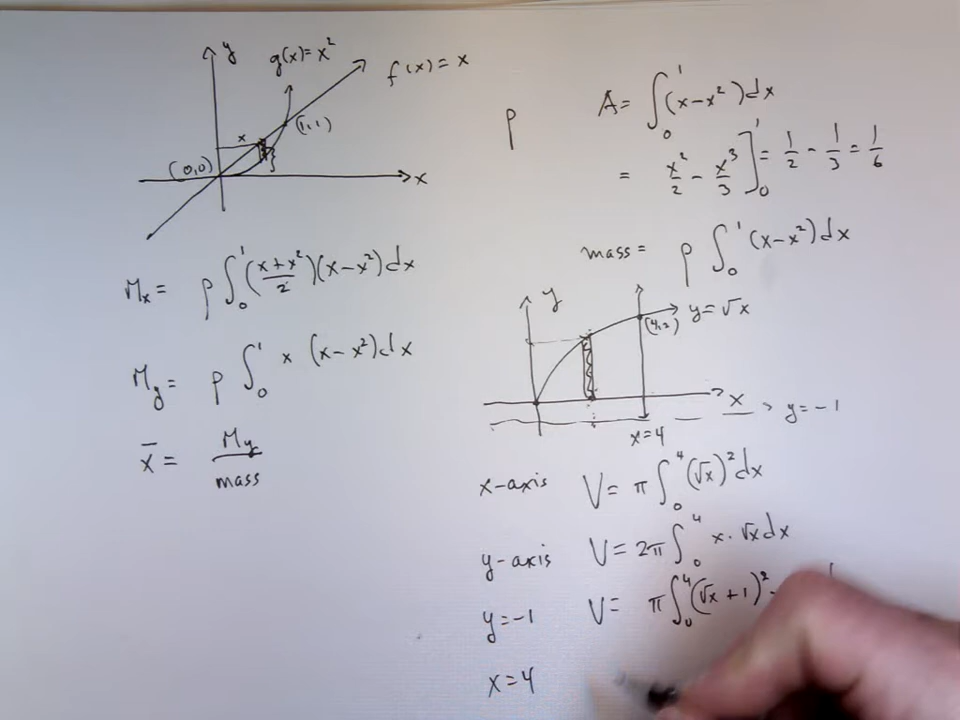 y
g(x) = x²
f(x) = x
(1,1)
x
(0,0)
x
Mₓ = ρ ∫₀¹ ((x+x²)/2)(x−x²)dx
M_y = ρ ∫₀¹ x (x−x²)dx
x̄ = M_y/mass
ρ
A = ∫₀¹ (x−x²)dx
= x²/2 − x³/3 ]₀¹ = 1/2 − 1/3 = 1/6
mass = ρ ∫₀¹ (x−x²)dx
y
y = √x
(4,2)
x
y = −1
x = 4
x-axis V = π ∫₀⁴ (√x)² dx
y-axis V = 2π ∫₀⁴ x · √x dx
y = −1 V = π ∫₀⁴ (√x + 1)² −
x = 4